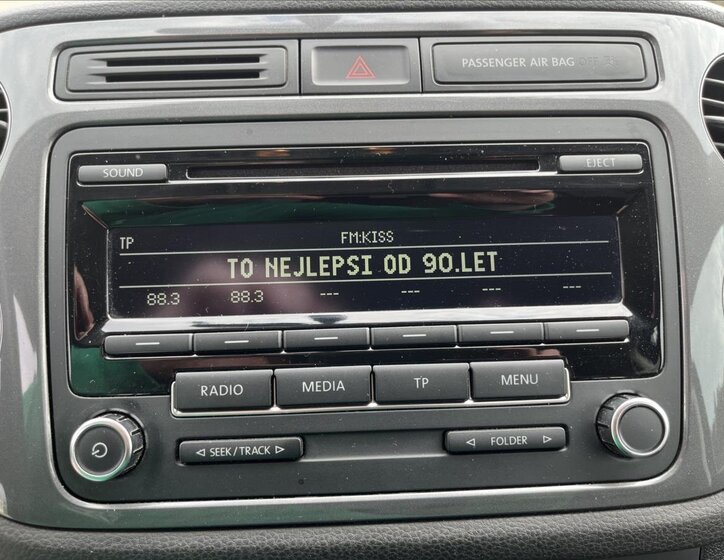 PASSENGER AIR BAG OFF
SOUND
EJECT
TP
FM:KISS
TO NEJLEPSI OD 90.LET
88.3 88.3 --- --- --- ---
RADIO
MEDIA
TP
MENU
◁ SEEK/TRACK ▷
◁ FOLDER ▷